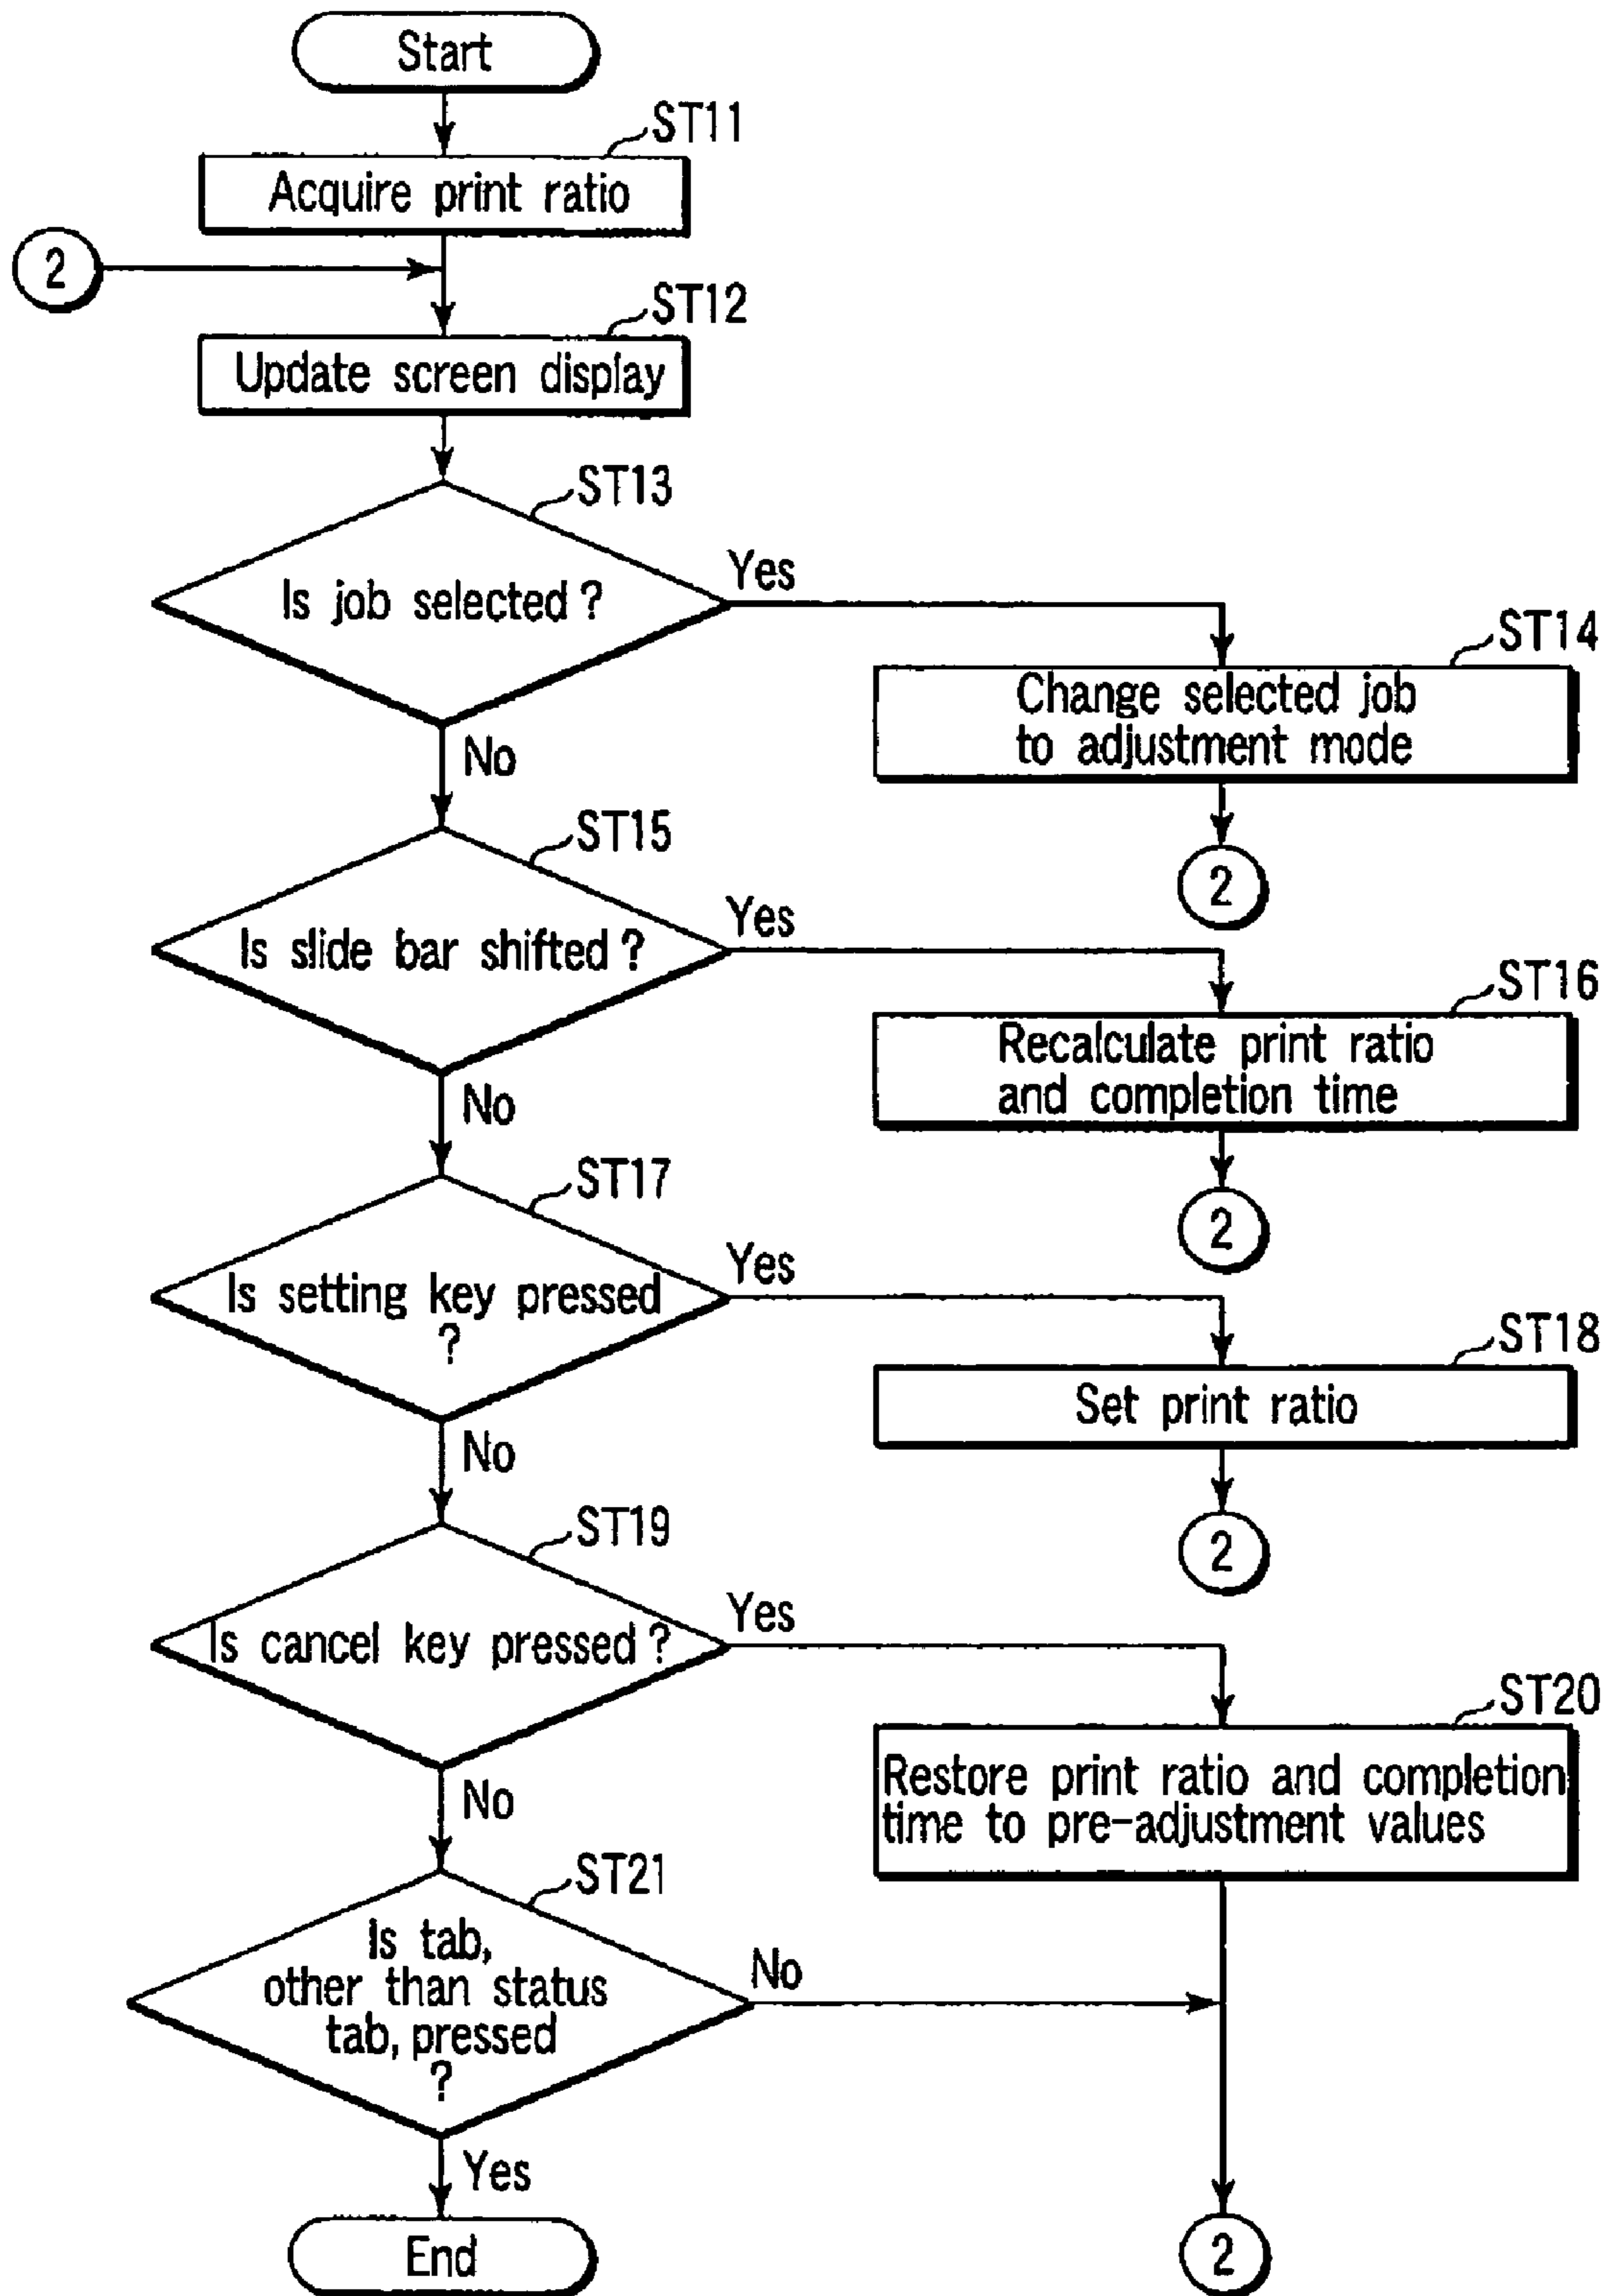 Start
ST11
Acquire print ratio
2
ST12
Update screen display
ST13
Is job selected ?
Yes
No
ST14
Change selected job
to adjustment mode
2
ST15
Is slide bar shifted ?
Yes
No
ST16
Recalculate print ratio
and completion time
2
ST17
Is setting key pressed
?
Yes
No
ST18
Set print ratio
2
ST19
Is cancel key pressed ?
Yes
No
ST20
Restore print ratio and completion
time to pre-adjustment values
ST21
Is tab,
other than status
tab, pressed
?
No
Yes
End
2